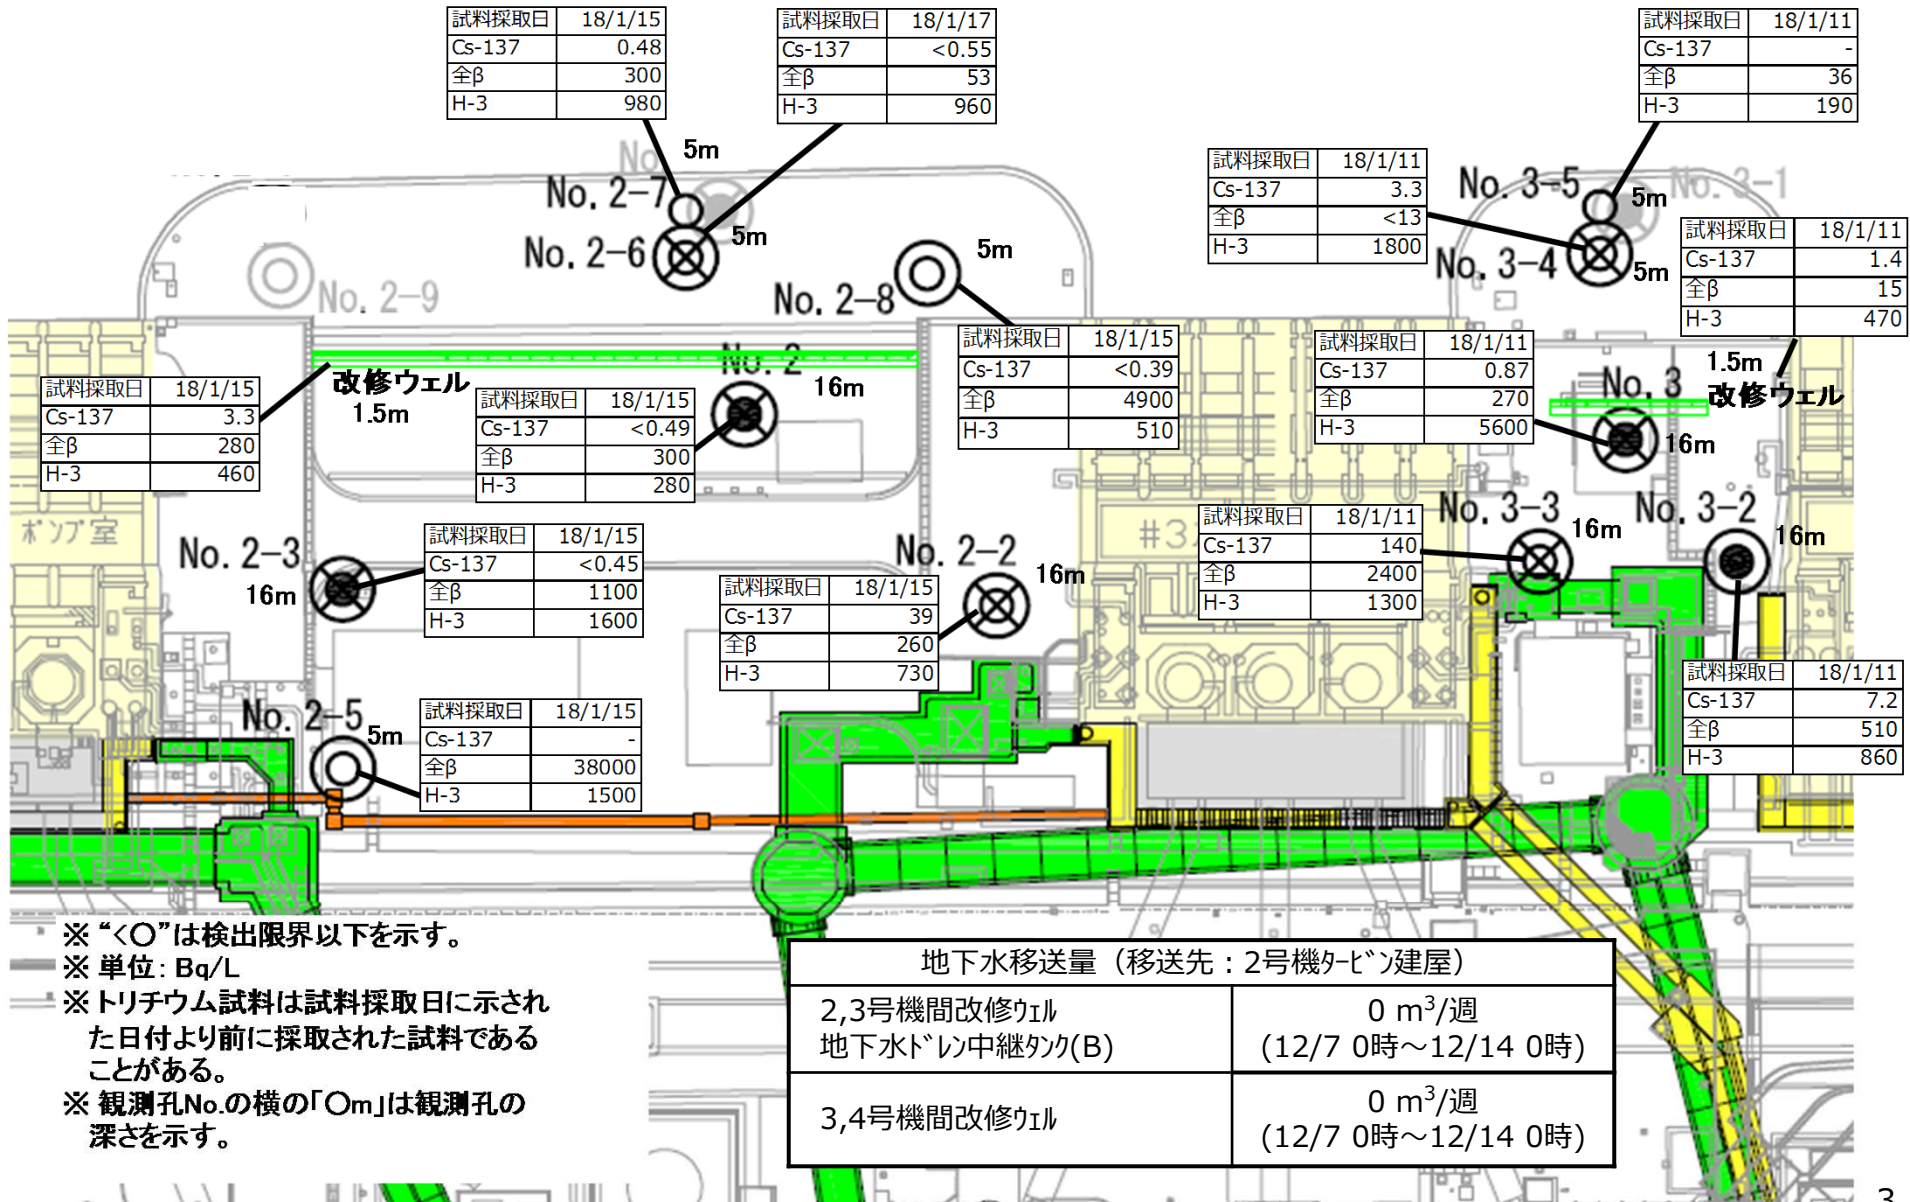 試料採取日 18/1/15
Cs-137 0.48
全β 300
H-3 980
試料採取日 18/1/17
Cs-137 <0.55
全β 53
H-3 960
試料採取日 18/1/11
Cs-137 -
全β 36
H-3 190
No.
5m
No. 2-7
No. 2-6
5m
No. 2-9
No. 2-8
5m
試料採取日 18/1/11
Cs-137 3.3
全β <13
H-3 1800
No. 3-5
5m
No. 3-1
No. 3-4
5m
試料採取日 18/1/11
Cs-137 1.4
全β 15
H-3 470
試料採取日 18/1/15
Cs-137 3.3
全β 280
H-3 460
改修ウェル
1.5m
試料採取日 18/1/15
Cs-137 <0.49
全β 300
H-3 280
No. 2
16m
試料採取日 18/1/15
Cs-137 <0.39
全β 4900
H-3 510
試料採取日 18/1/11
Cs-137 0.87
全β 270
H-3 5600
No. 3
16m
1.5m
改修ウェル
ポンプ室
No. 2-3
16m
試料採取日 18/1/15
Cs-137 <0.45
全β 1100
H-3 1600
No. 2-2
16m
試料採取日 18/1/15
Cs-137 39
全β 260
H-3 730
#3
試料採取日 18/1/11
Cs-137 140
全β 2400
H-3 1300
No. 3-3
16m
No. 3-2
16m
試料採取日 18/1/11
Cs-137 7.2
全β 510
H-3 860
No. 2-5
5m
試料採取日 18/1/15
Cs-137 -
全β 38000
H-3 1500
※ “<〇”は検出限界以下を示す。
※ 単位: Bq/L
※ トリチウム試料は試料採取日に示され
た日付より前に採取された試料である
ことがある。
※ 観測孔No.の横の「〇m」は観測孔の
深さを示す。
地下水移送量（移送先：2号機ﾀｰﾋﾞﾝ建屋）
2,3号機間改修ｳｪﾙ
地下水ﾄﾞﾚﾝ中継ﾀﾝｸ(B)
0 m³/週
(12/7 0時～12/14 0時)
3,4号機間改修ｳｪﾙ
0 m³/週
(12/7 0時～12/14 0時)
3